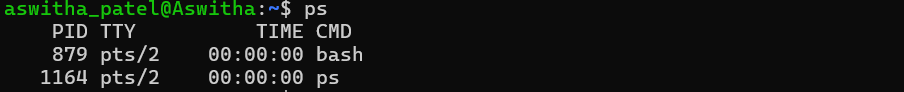 aswitha_patel@Aswitha:~$ ps
    PID TTY          TIME CMD
    879 pts/2    00:00:00 bash
   1164 pts/2    00:00:00 ps